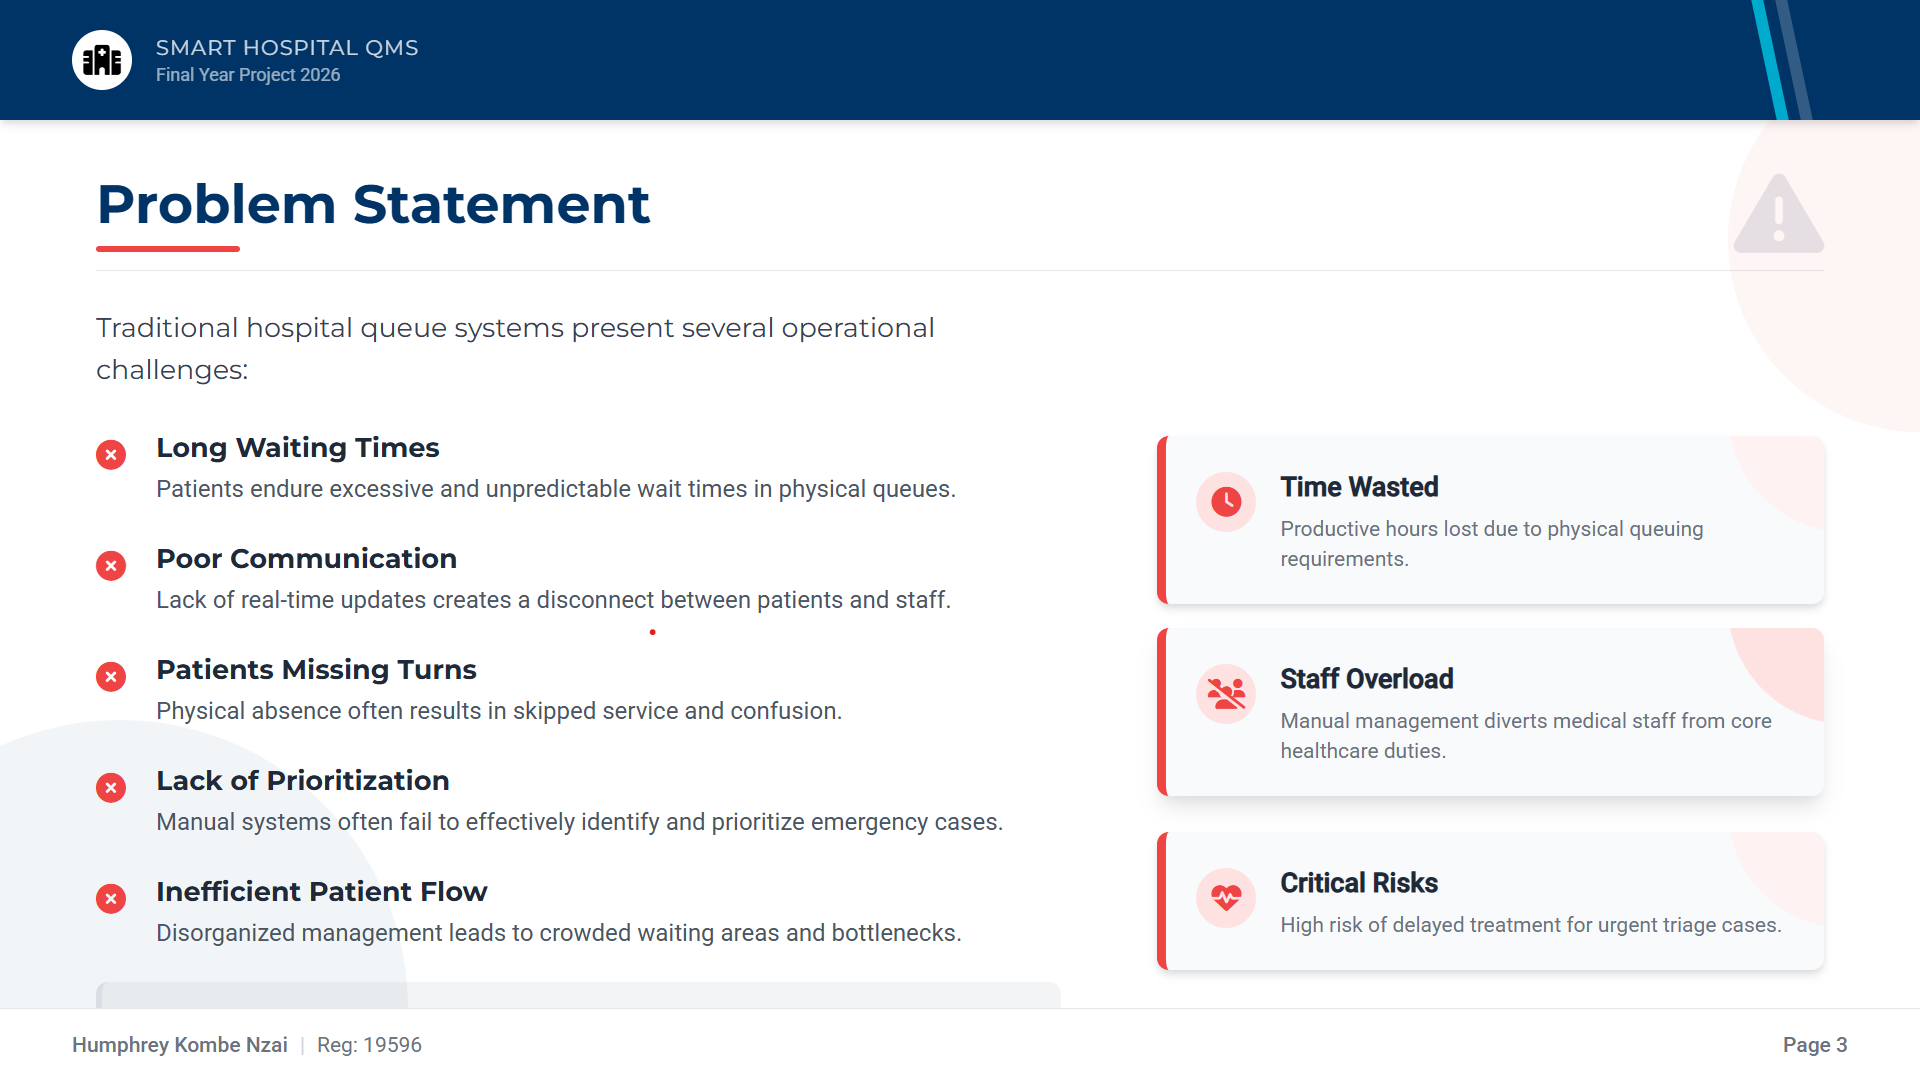 SMART HOSPITAL QMS
Final Year Project 2026
Problem Statement
Traditional hospital queue systems present several operational
challenges:
Long Waiting Times
Patients endure excessive and unpredictable wait times in physical queues.
Poor Communication
Lack of real-time updates creates a disconnect between patients and staff.
Patients Missing Turns
Physical absence often results in skipped service and confusion.
Lack of Prioritization
Manual systems often fail to effectively identify and prioritize emergency cases.
Inefficient Patient Flow
Disorganized management leads to crowded waiting areas and bottlenecks.
Time Wasted
Productive hours lost due to physical queuing
requirements.
Staff Overload
Manual management diverts medical staff from core
healthcare duties.
Critical Risks
High risk of delayed treatment for urgent triage cases.
Humphrey Kombe Nzai | Reg: 19596
Page 3